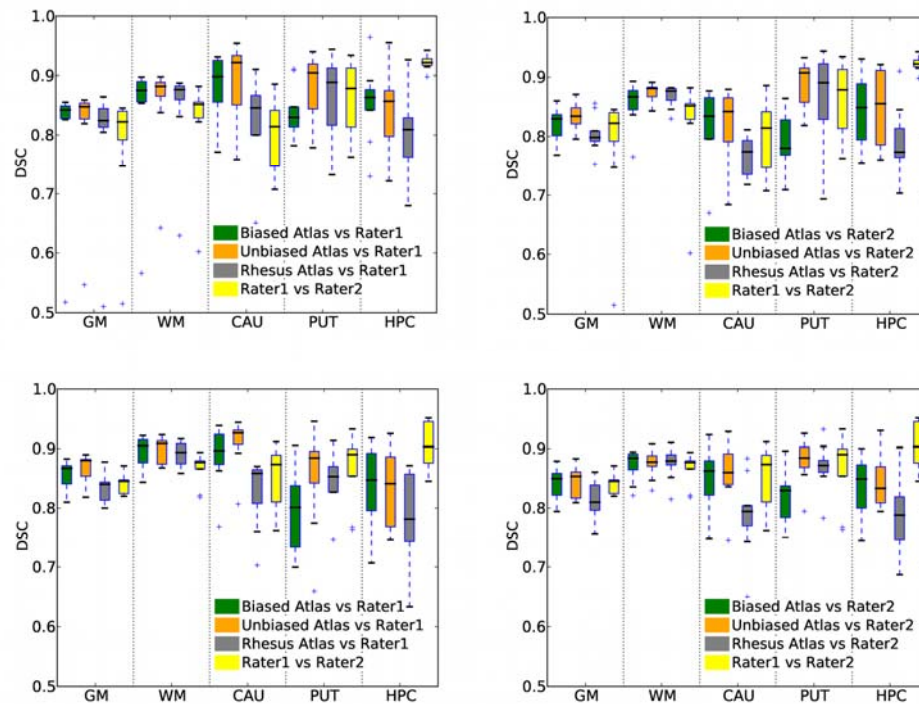 1.0
0.9
0.8
0.7
0.6
0.5
DSC
Biased Atlas vs Rater1
Unbiased Atlas vs Rater1
Rhesus Atlas vs Rater1
Rater1 vs Rater2
GM WM CAU PUT HPC
1.0
0.9
0.8
0.7
0.6
0.5
DSC
Biased Atlas vs Rater2
Unbiased Atlas vs Rater2
Rhesus Atlas vs Rater2
Rater1 vs Rater2
GM WM CAU PUT HPC
1.0
0.9
0.8
0.7
0.6
0.5
DSC
Biased Atlas vs Rater1
Unbiased Atlas vs Rater1
Rhesus Atlas vs Rater1
Rater1 vs Rater2
GM WM CAU PUT HPC
1.0
0.9
0.8
0.7
0.6
0.5
DSC
Biased Atlas vs Rater2
Unbiased Atlas vs Rater2
Rhesus Atlas vs Rater2
Rater1 vs Rater2
GM WM CAU PUT HPC